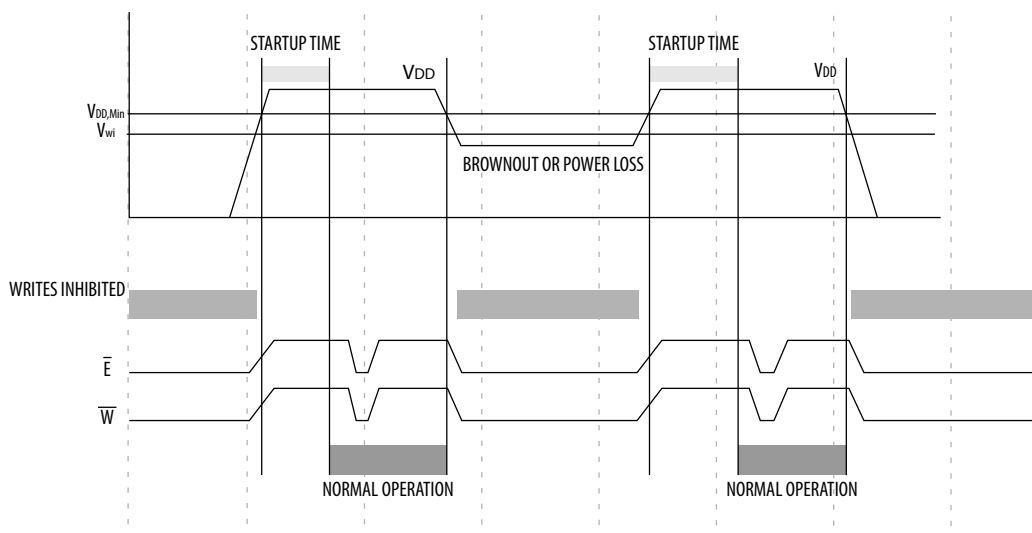 STARTUP TIME
STARTUP TIME
VDD
VDD
VDD,Min
Vwi
BROWNOUT OR POWER LOSS
WRITES INHIBITED
E̅
W̅
NORMAL OPERATION
NORMAL OPERATION